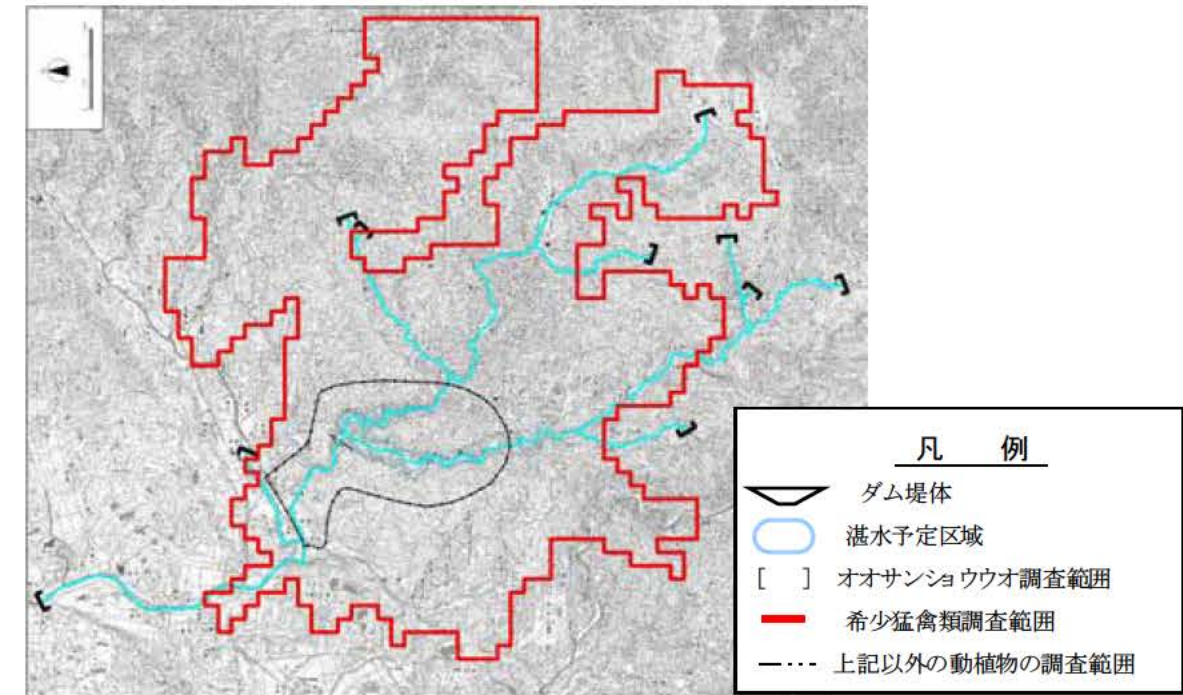 凡 例
ダム堤体
湛水予定区域
[ ] オオサンショウウオ調査範囲
希少猛禽類調査範囲
上記以外の動植物の調査範囲